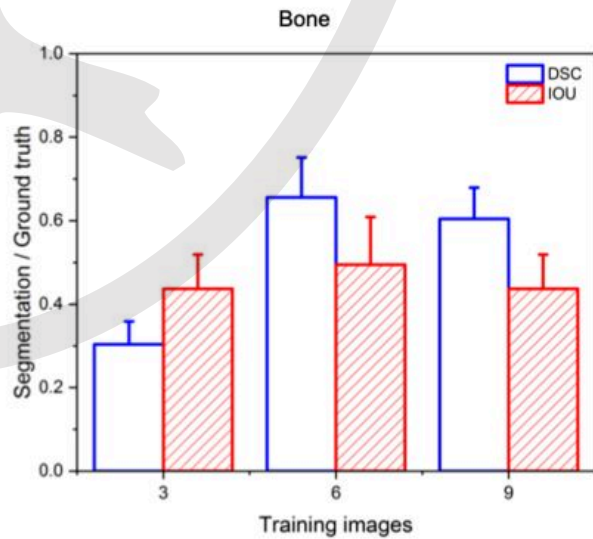 Bone
DSC
IOU
Segmentation / Ground truth
1.0
0.8
0.6
0.4
0.2
0.0
3 6 9
Training images